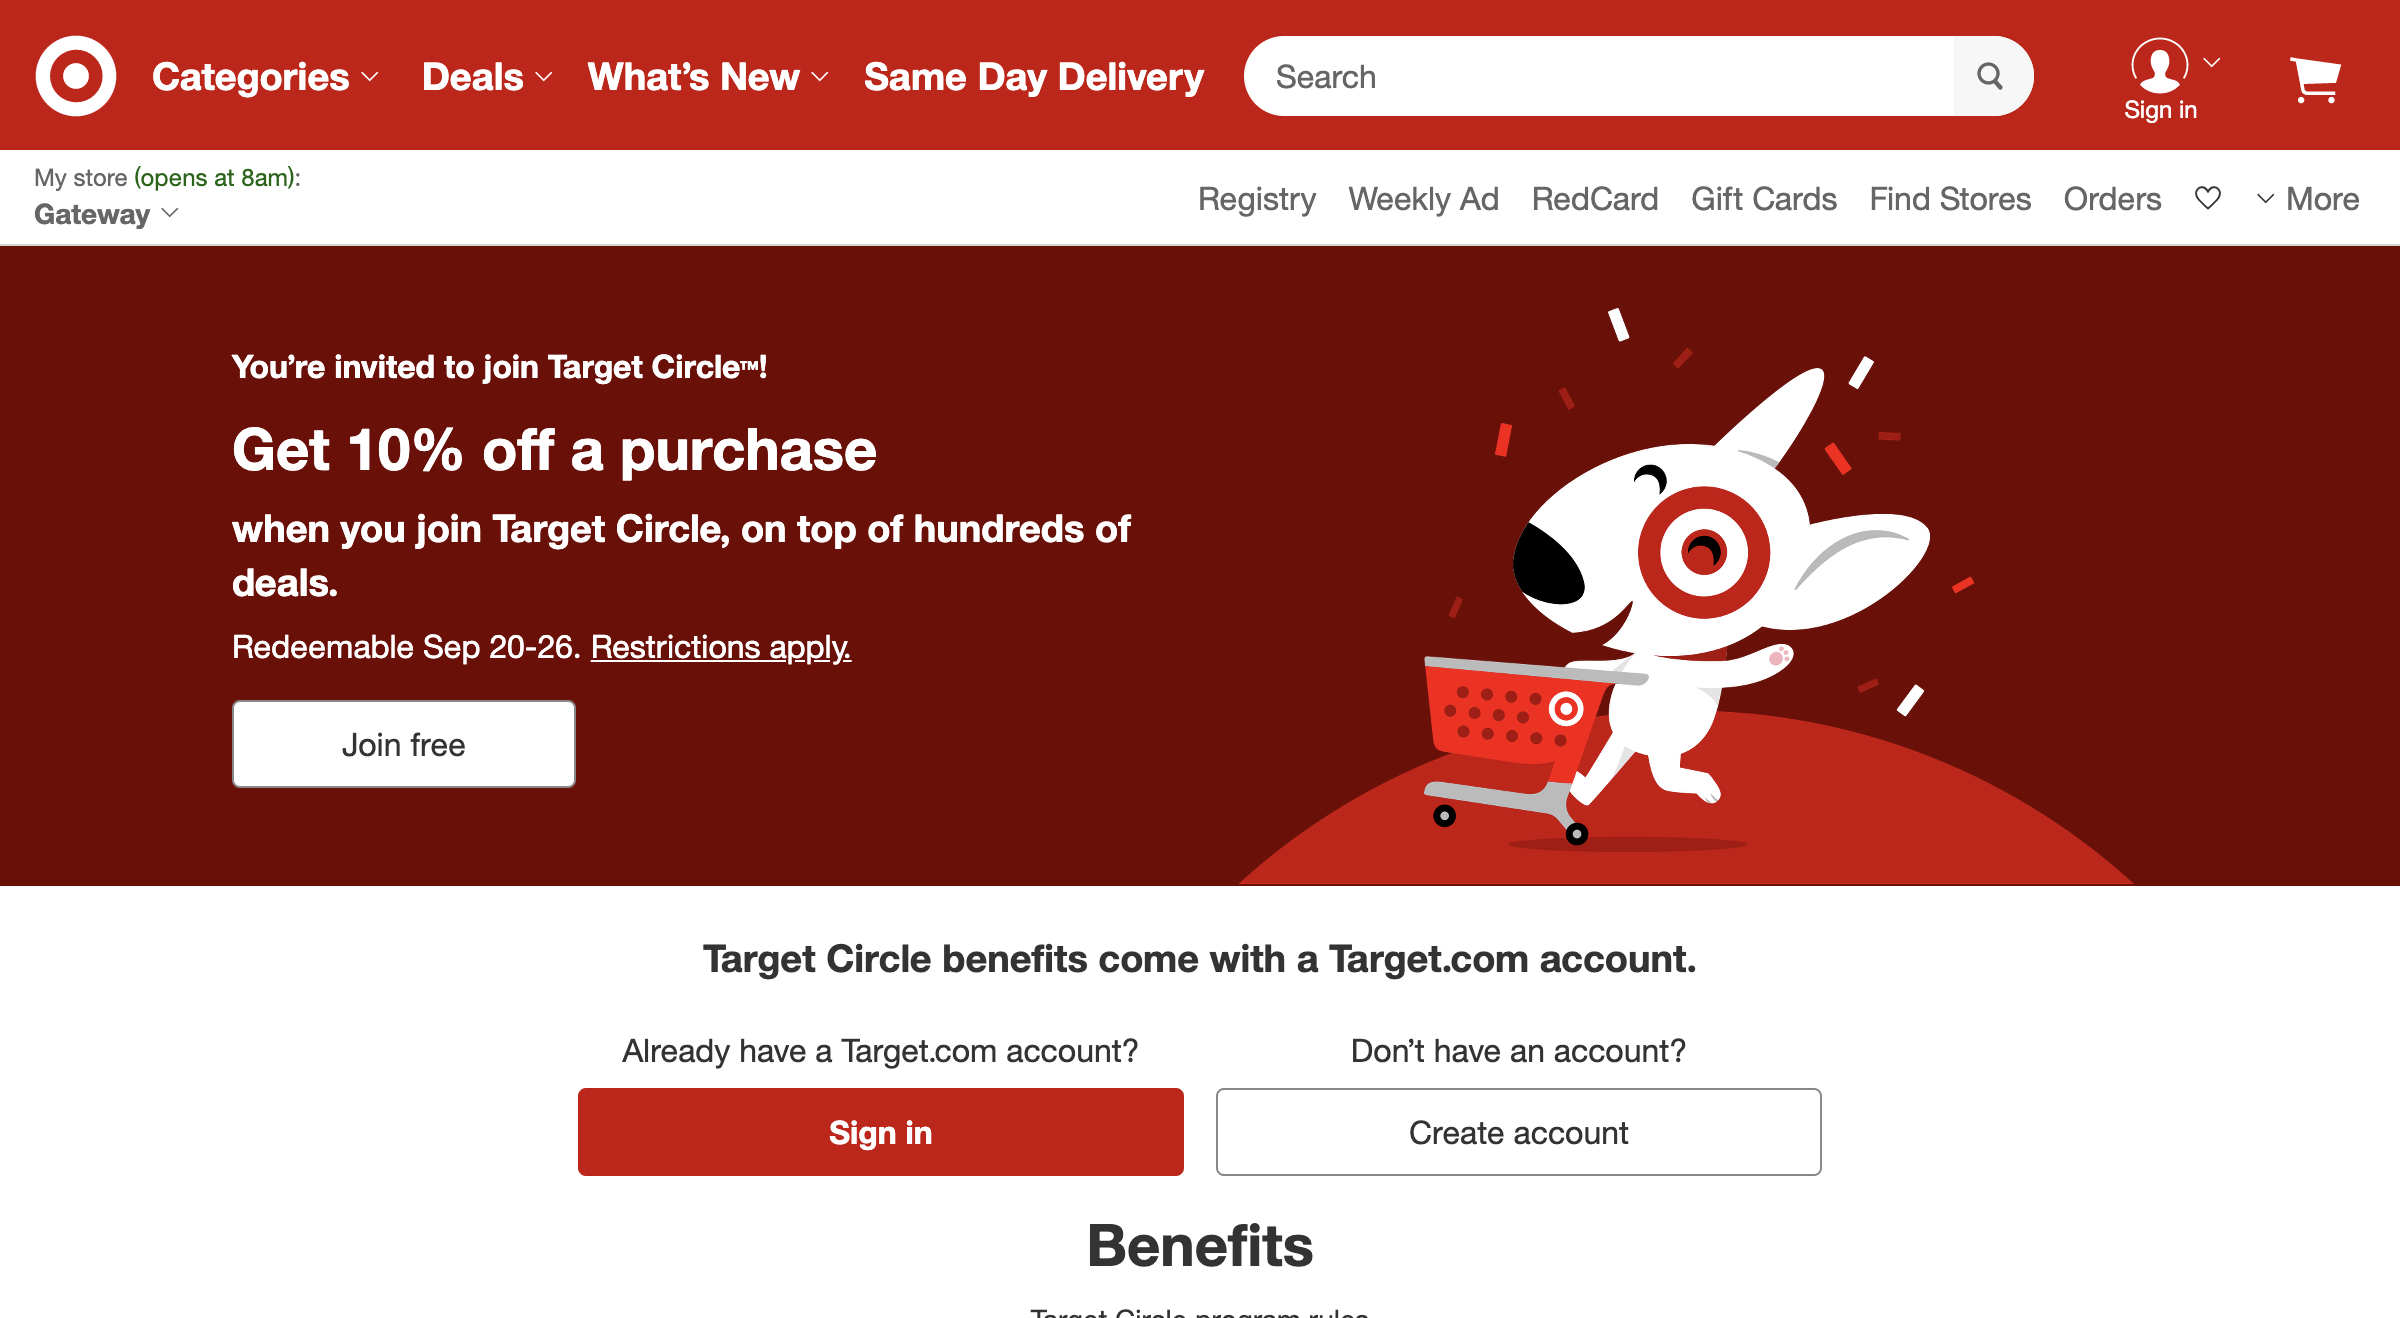 Categories
Deals
What's New
Same Day Delivery
Search
Sign in
My store (opens at 8am):
Gateway
Registry
Weekly Ad
RedCard
Gift Cards
Find Stores
Orders
More
You're invited to join Target Circle™!
Get 10% off a purchase
when you join Target Circle, on top of hundreds of
deals.
Redeemable Sep 20-26. Restrictions apply.
Join free
Target Circle benefits come with a Target.com account.
Already have a Target.com account?
Don't have an account?
Sign in
Create account
Benefits
Target Circle program rules